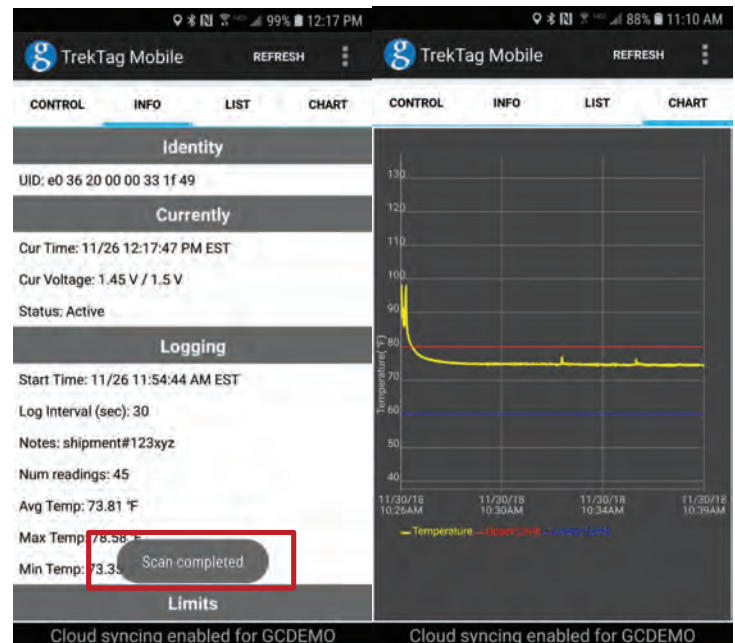 99% 12:17 PM
TrekTag Mobile REFRESH
CONTROL INFO LIST CHART
Identity
UID: e0 36 20 00 00 33 1f 49
Currently
Cur Time: 11/26 12:17:47 PM EST
Cur Voltage: 1.45 V / 1.5 V
Status: Active
Logging
Start Time: 11/26 11:54:44 AM EST
Log Interval (sec): 30
Notes: shipment#123xyz
Num readings: 45
Avg Temp: 73.81 °F
Max Temp: 78.58 °F
Min Temp: 73.35
Scan completed
Limits
Cloud syncing enabled for GCDEMO
88% 11:10 AM
TrekTag Mobile REFRESH
CONTROL INFO LIST CHART
130
120
110
100
90
80
70
60
50
40
Temperature( °F)
11/30/18 11/30/18 11/30/18 11/30/18
10:26AM 10:30AM 10:34AM 10:39AM
Temperature Upper Limit
Cloud syncing enabled for GCDEMO